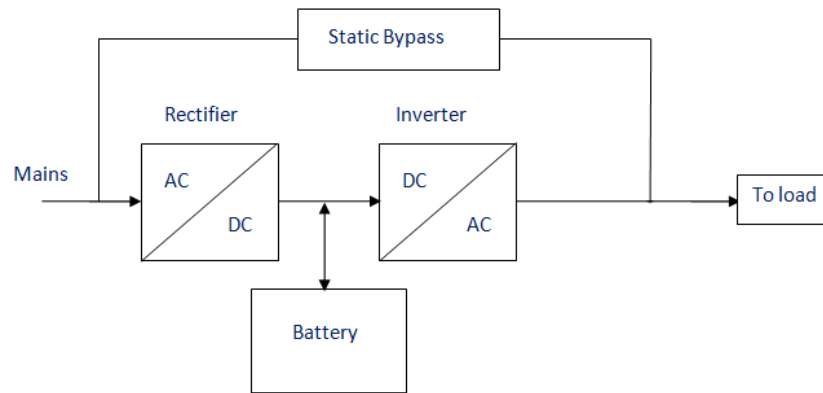 Static Bypass
Rectifier
Inverter
Mains
AC
DC
DC
AC
To load
Battery